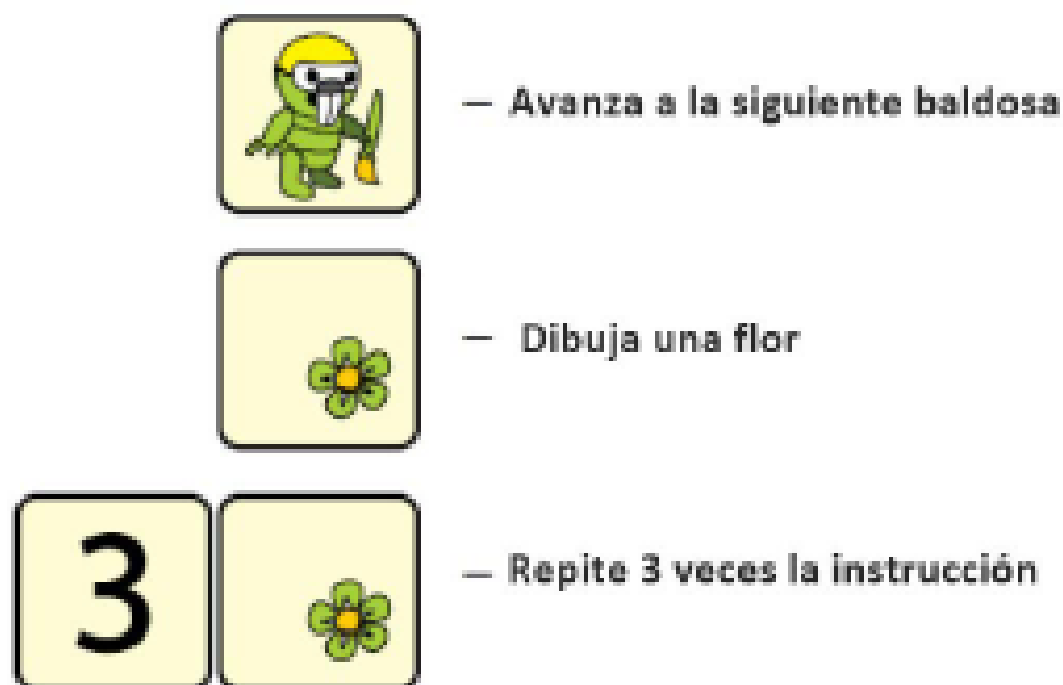 — Avanza a la siguiente baldosa
— Dibuja una flor
3 — Repite 3 veces la instrucción